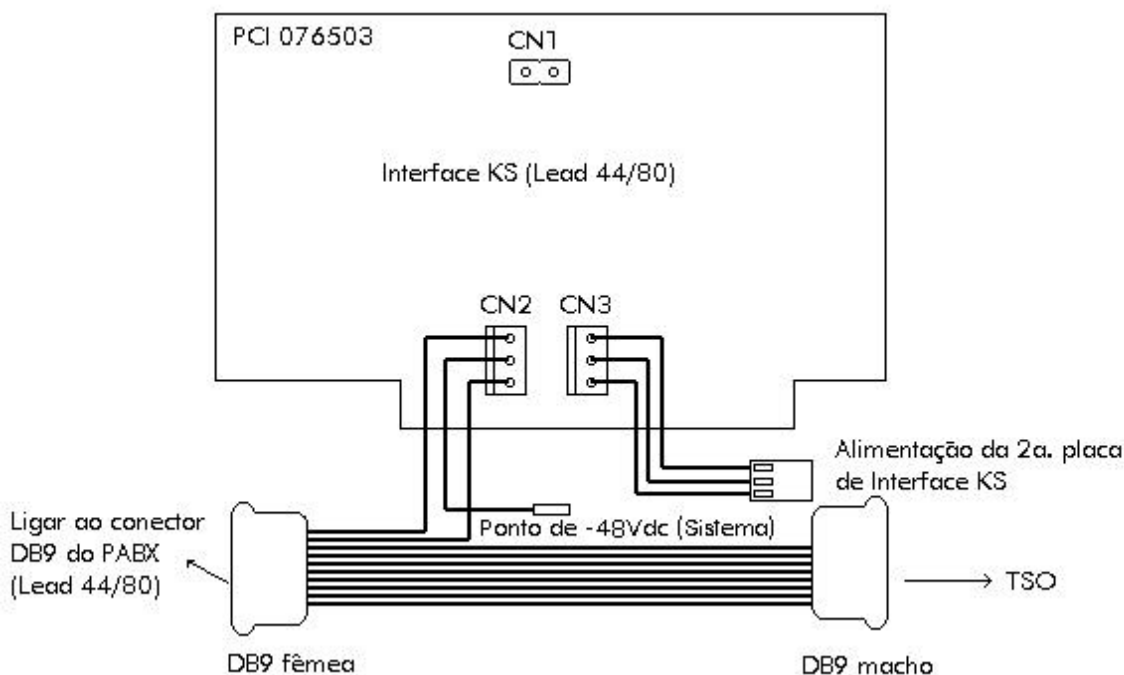 PCI 076503
CN1
Interface KS (Lead 44/80)
CN2
CN3
Alimentação da 2a. placa
de Interface KS
Ponto de -48Vdc (Sistema)
Ligar ao conector
DB9 do PABX
(Lead 44/80)
TSO
DB9 fêmea
DB9 macho